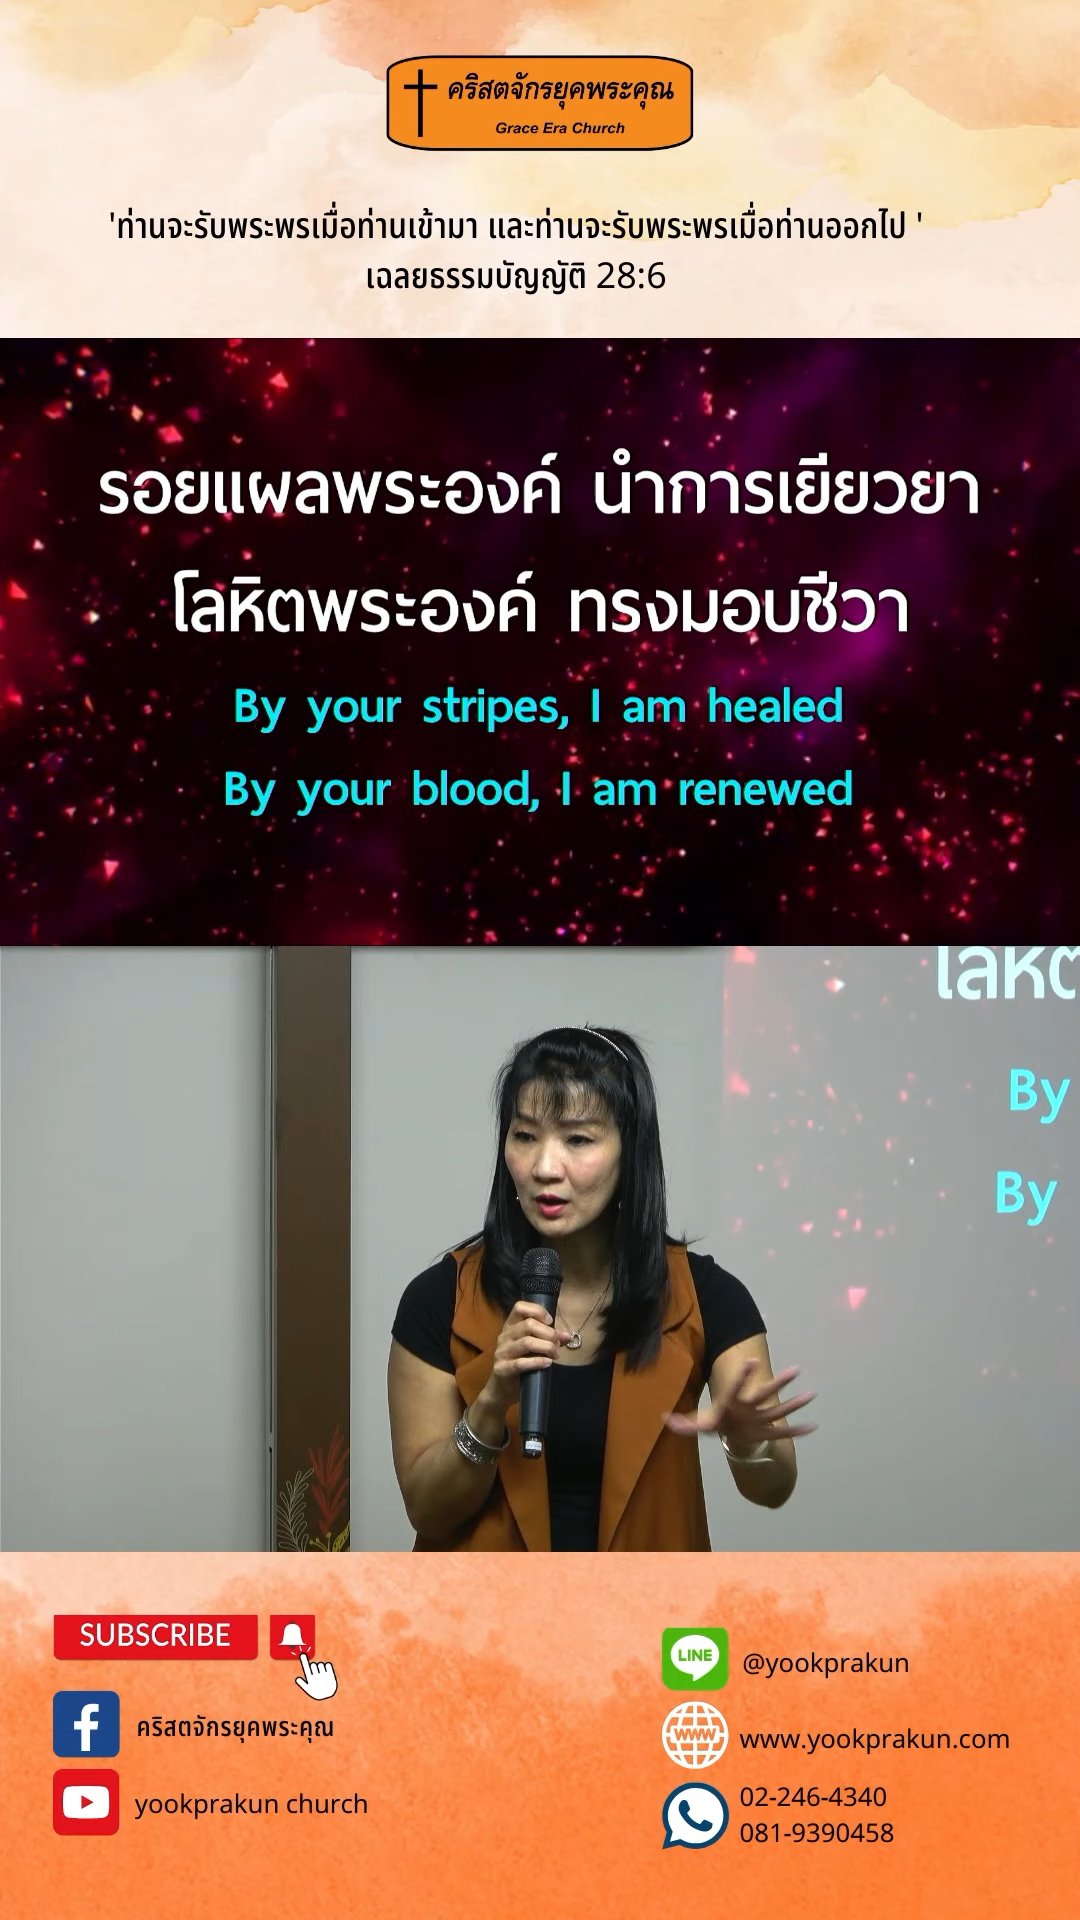 คริสตจักรยุคพระคุณ
Grace Era Church
'ท่านจะรับพระพรเมื่อท่านเข้ามา และท่านจะรับพระพรเมื่อท่านออกไป '
เฉลยธรรมบัญญัติ 28:6
รอยแผลพระองค์ นำการเยียวยา
โลหิตพระองค์ ทรงมอบชีวา
By your stripes, I am healed
By your blood, I am renewed
โลหิต
By
By
SUBSCRIBE
คริสตจักรยุคพระคุณ
yookprakun church
LINE
@yookprakun
WWW
www.yookprakun.com
02-246-4340
081-9390458